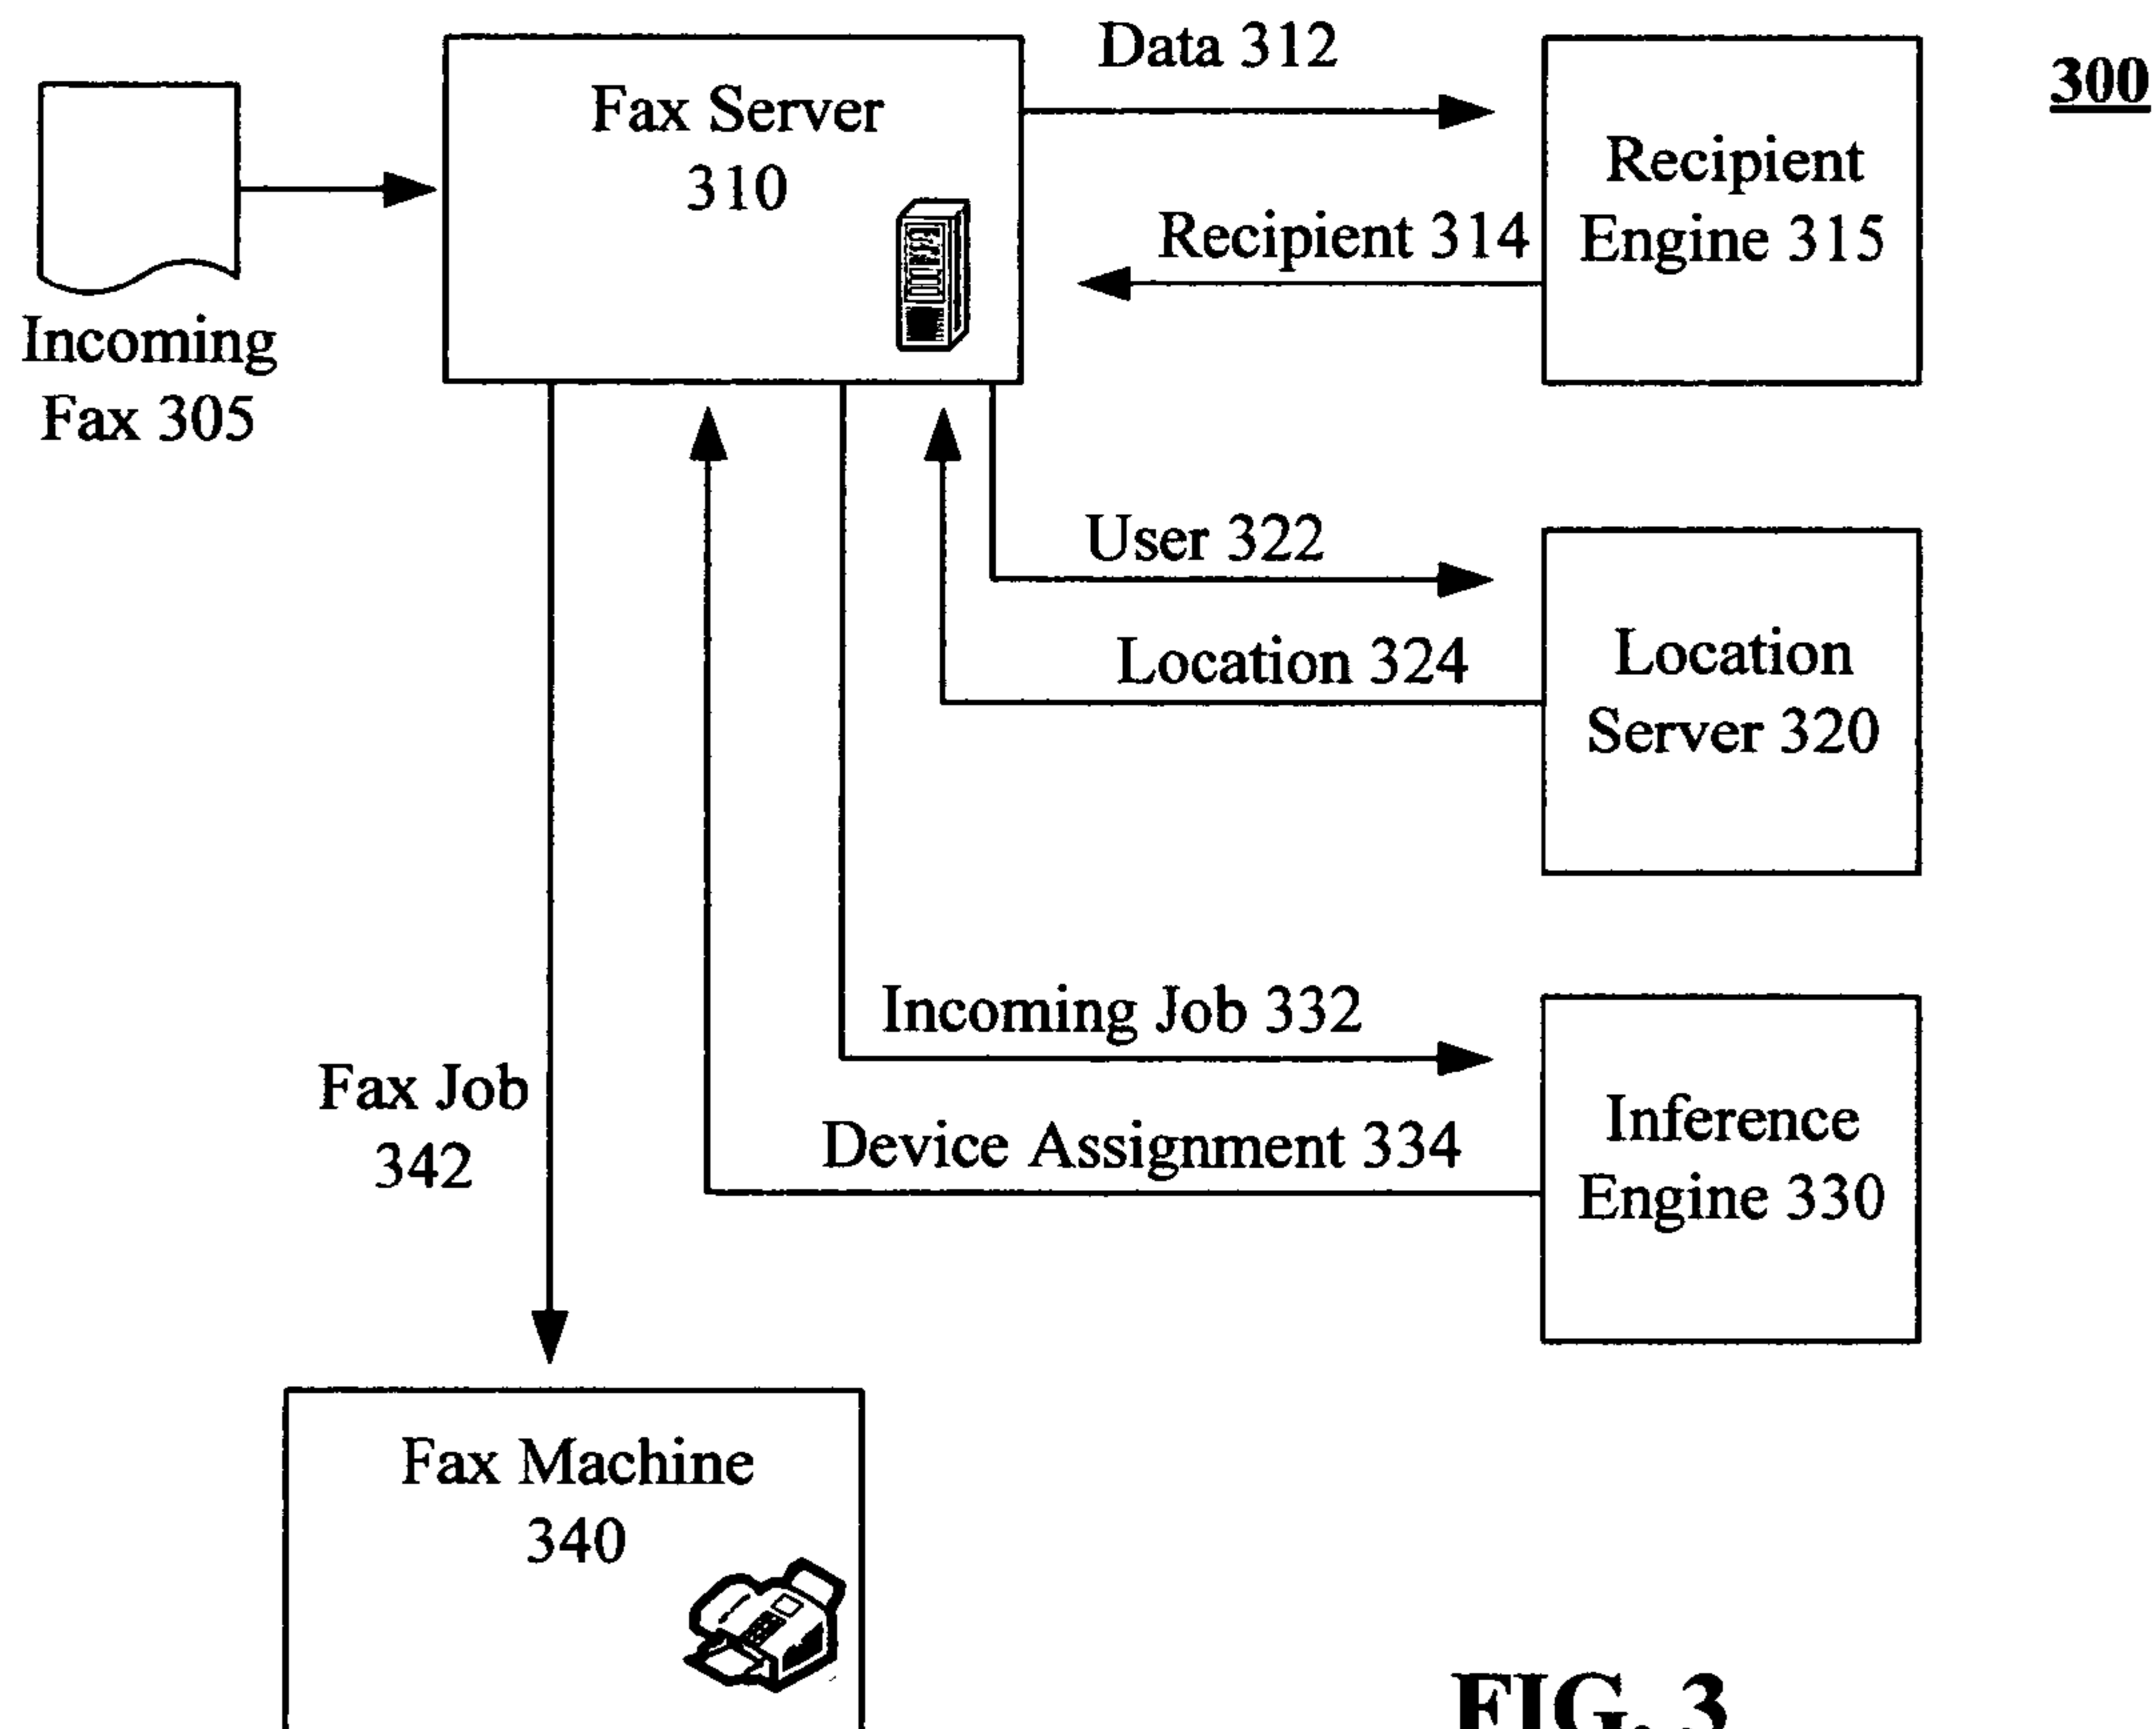 Data 312
300
Fax Server
310
Recipient
Engine 315
Recipient 314
Incoming
Fax 305
User 322
Location 324
Location
Server 320
Incoming Job 332
Fax Job
342
Device Assignment 334
Inference
Engine 330
Fax Machine
340
FIG. 3